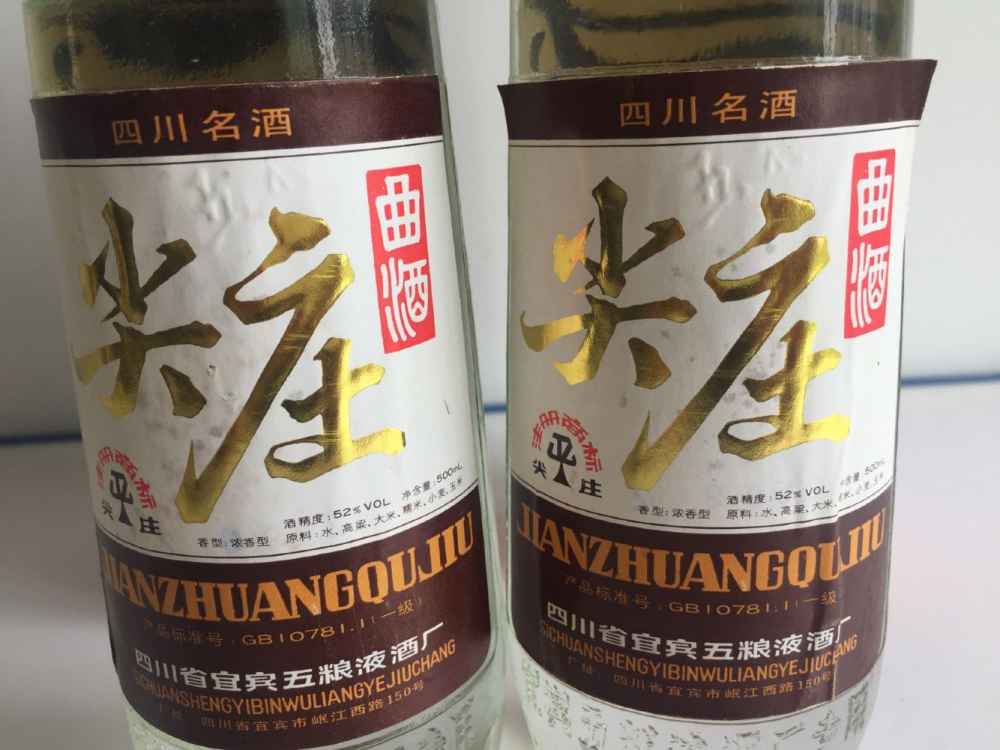 四川名酒
尖庄
曲酒
注册商标
尖庄
净含量:500mL
酒精度:52%VOL
香型:浓香型
原料:水、高粱、大米、糯米、小麦、玉米
JIANZHUANGQUJIU
产品标准号:GB10781.1(一级)
四川省宜宾五粮液酒厂
SICHUANSHENGYIBINWULIANGYEJIUCHANG
厂址 四川省宜宾市岷江西路150号
四川名酒
尖庄
曲酒
注册商标
尖庄
含量:500mL
酒精度:52%VOL
香型:浓香型
原料:水、高粱、大米、米、小麦、玉米
JIANZHUANGQUJIU
产品标准号:GB10781.1(一级
四川省宜宾五粮液酒厂
SICHUANSHENGYIBINWULIANGYEJIUCHANG
厂址 四川省宜宾市岷江西路150号